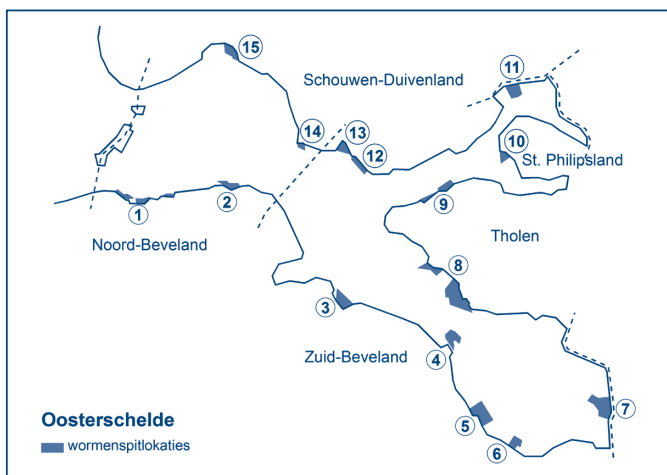 15
Schouwen-Duivenland
11
14
13
12
10
St. Philipsland
1
2
9
Noord-Beveland
Tholen
8
3
Zuid-Beveland
4
7
5
6
Oosterschelde
wormenspitlokaties